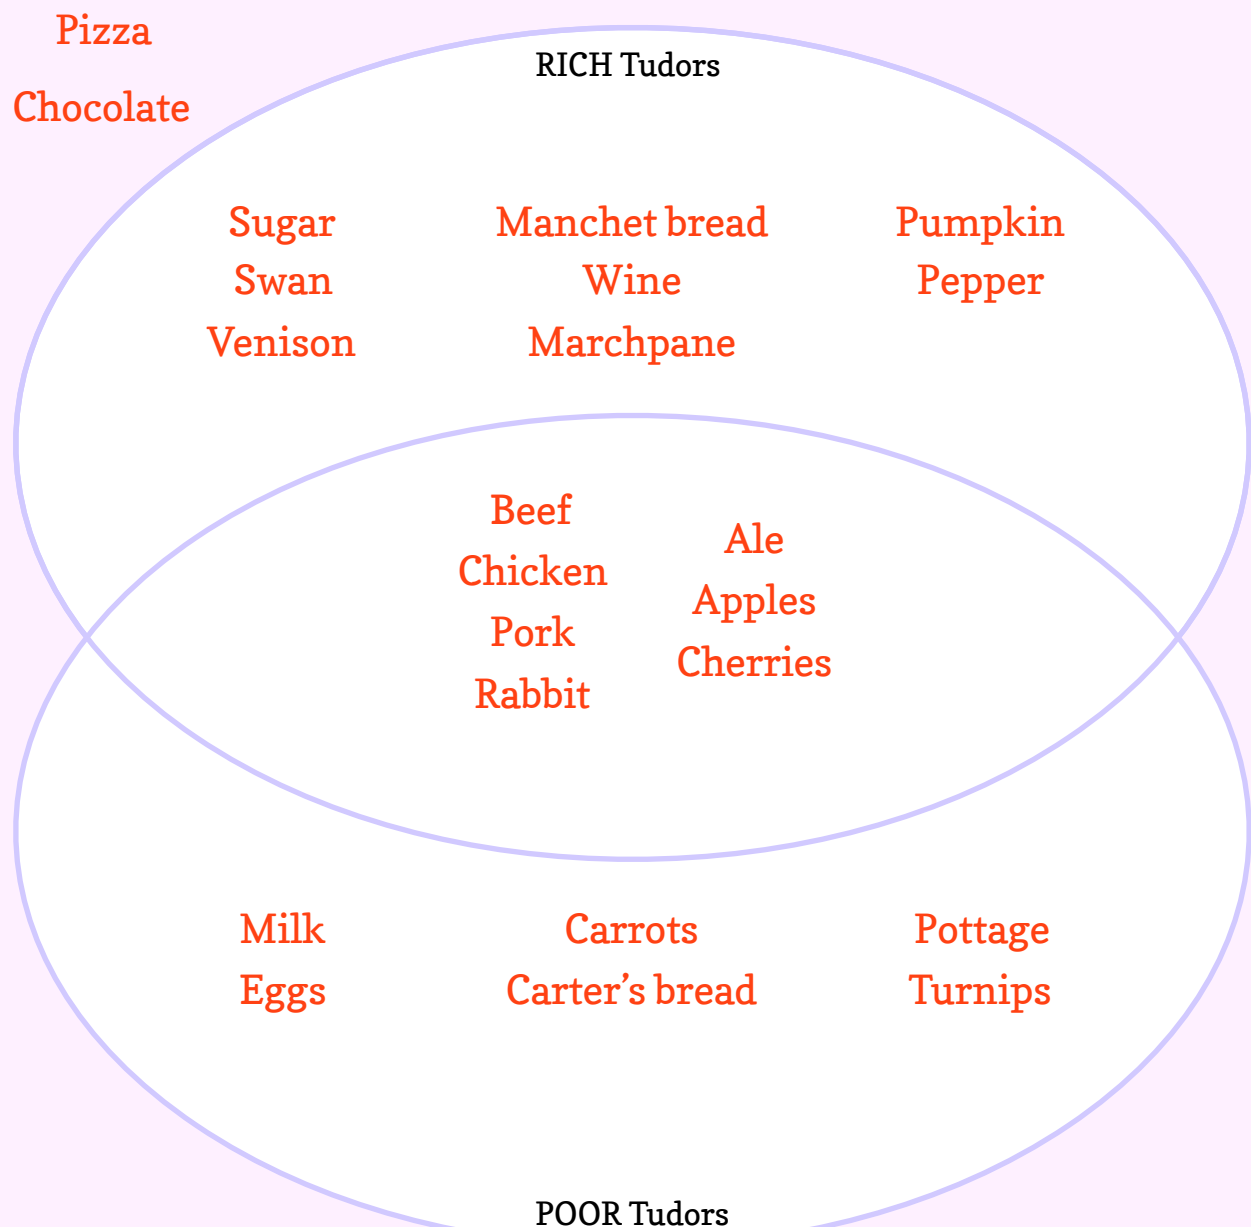 Pizza
Chocolate
RICH Tudors
Sugar
Swan
Venison
Manchet bread
Wine
Marchpane
Pumpkin
Pepper
Beef
Chicken
Pork
Rabbit
Ale
Apples
Cherries
Milk
Eggs
Carrots
Carter’s bread
Pottage
Turnips
POOR Tudors